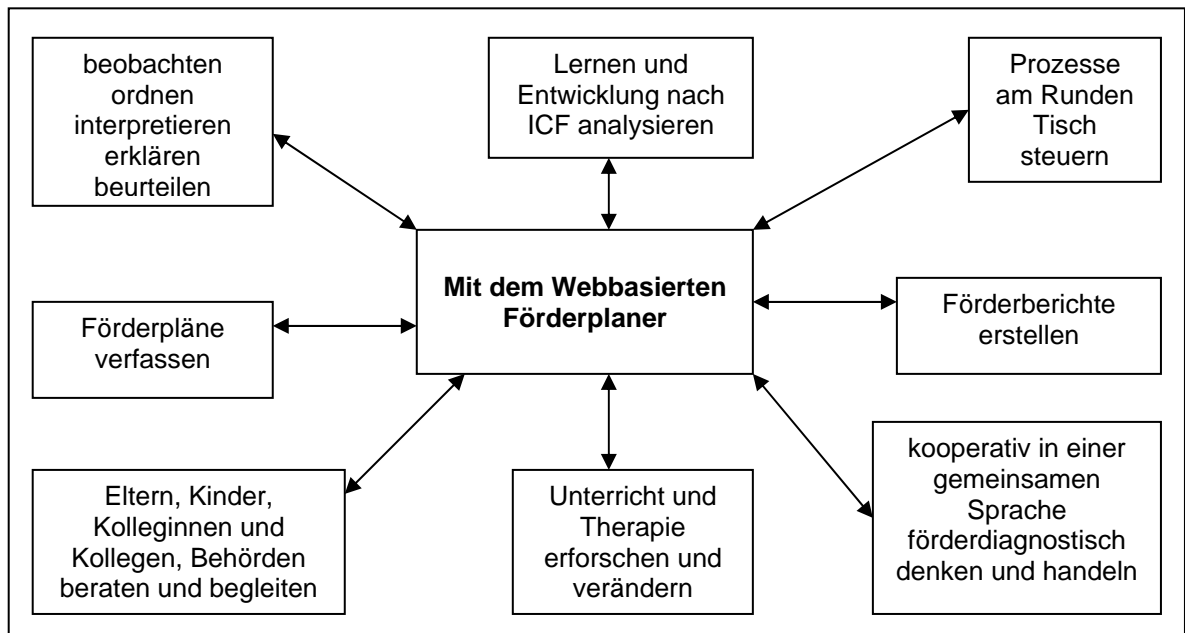 beobachten
ordnen
interpretieren
erklären
beurteilen
Lernen und
Entwicklung nach
ICF analysieren
Prozesse
am Runden
Tisch
steuern
Mit dem Webbasierten
Förderplaner
Förderpläne
verfassen
Förderberichte
erstellen
Eltern, Kinder,
Kolleginnen und
Kollegen, Behörden
beraten und begleiten
Unterricht und
Therapie
erforschen und
verändern
kooperativ in einer
gemeinsamen
Sprache
förderdiagnostisch
denken und handeln